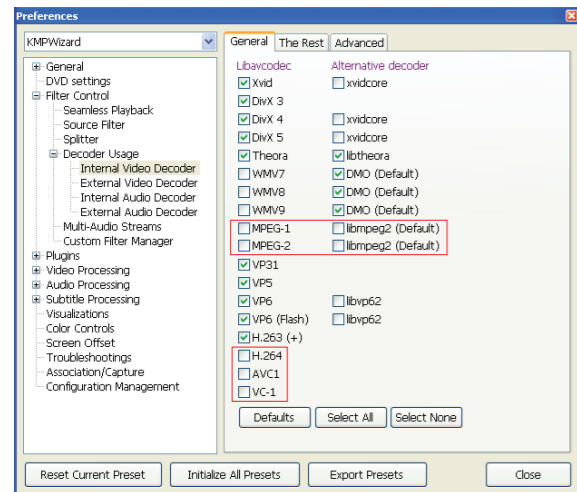 Preferences
KMPWizard
General
DVD settings
Filter Control
Seamless Playback
Source Filter
Splitter
Decoder Usage
Internal Video Decoder
External Video Decoder
Internal Audio Decoder
External Audio Decoder
Multi-Audio Streams
Custom Filter Manager
Plugins
Video Processing
Audio Processing
Subtitle Processing
Visualizations
Color Controls
Screen Offset
Troubleshootings
Association/Capture
Configuration Management
General The Rest Advanced
Libavcodec Alternative decoder
Xvid xvidcore
DivX 3
DivX 4 xvidcore
DivX 5 xvidcore
Theora libtheora
WMV7 DMO (Default)
WMV8 DMO (Default)
WMV9 DMO (Default)
MPEG-1 libmpeg2 (Default)
MPEG-2 libmpeg2 (Default)
VP31
VP5
VP6 libvp62
VP6 (Flash) libvp62
H.263 (+)
H.264
AVC1
VC-1
Defaults Select All Select None
Reset Current Preset Initialize All Presets Export Presets Close